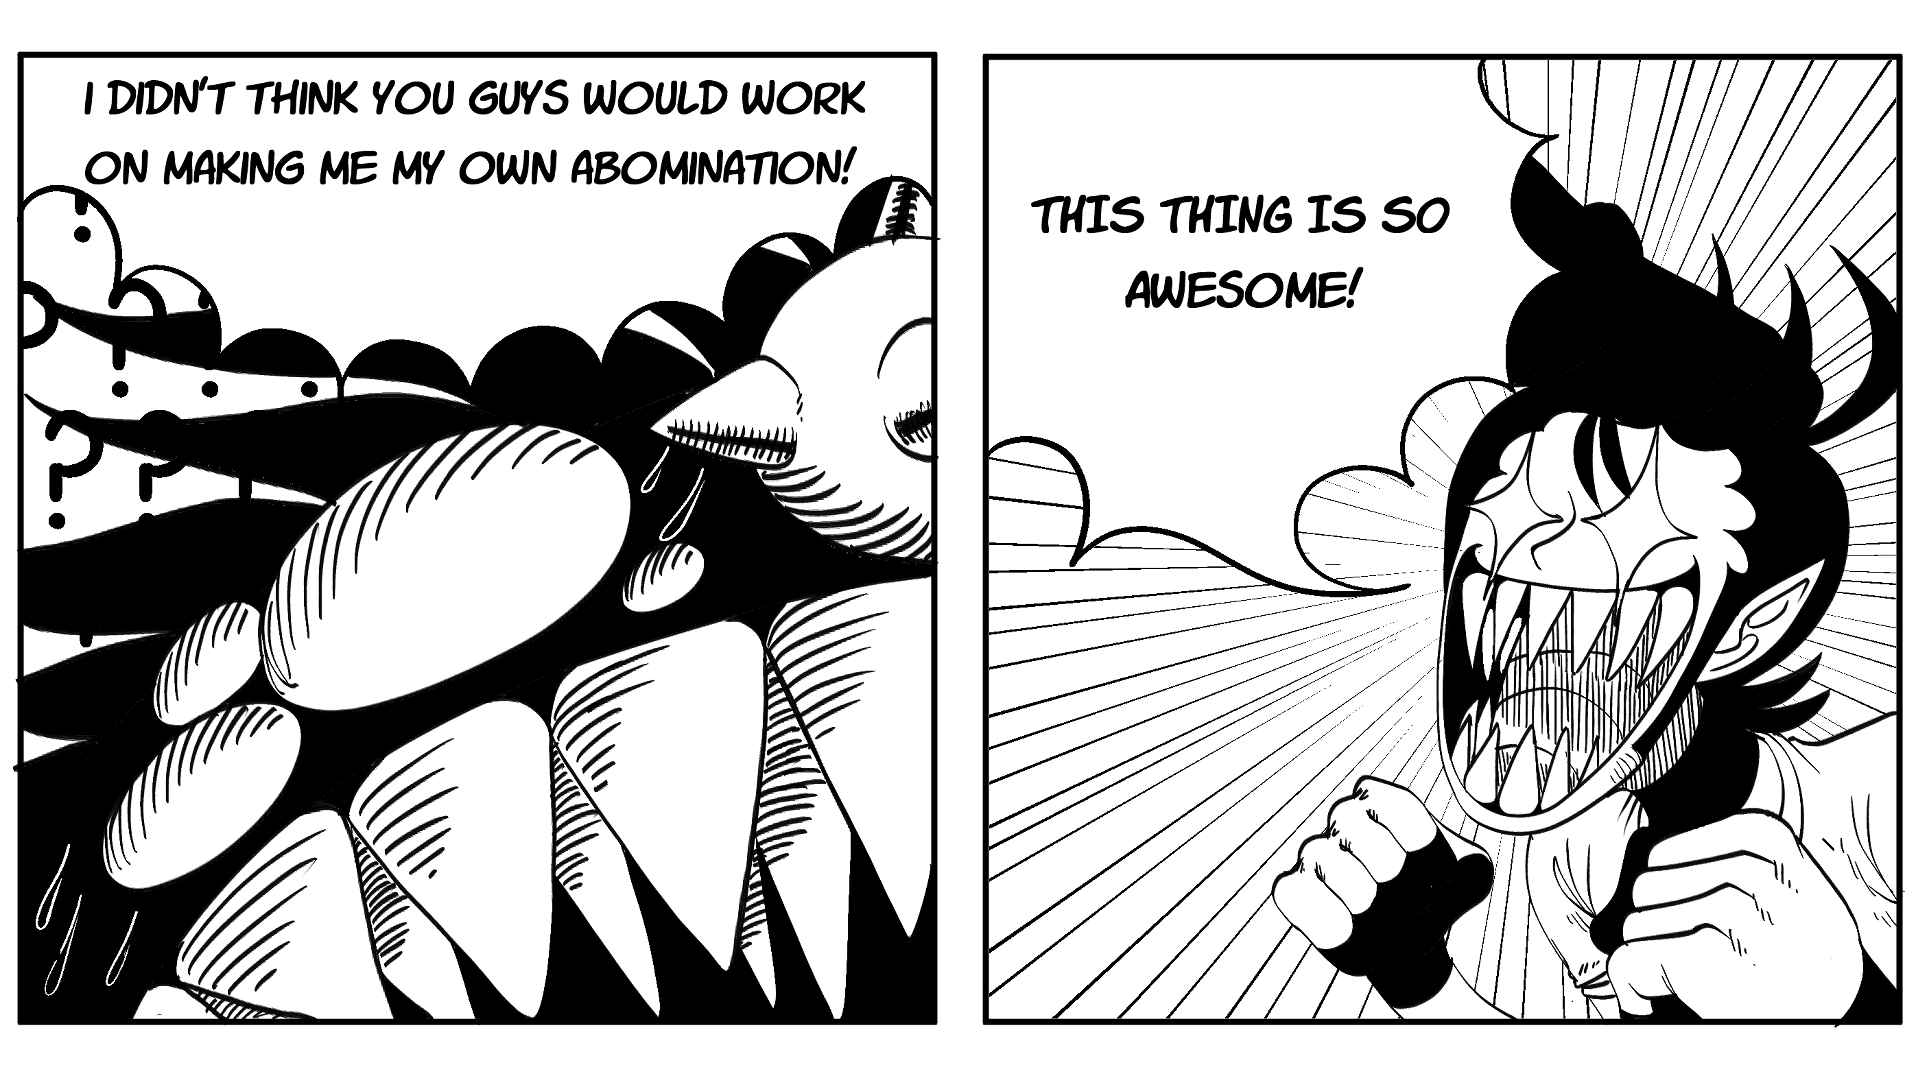 I DIDN'T THINK YOU GUYS WOULD WORK
ON MAKING ME MY OWN ABOMINATION!
THIS THING IS SO
AWESOME!